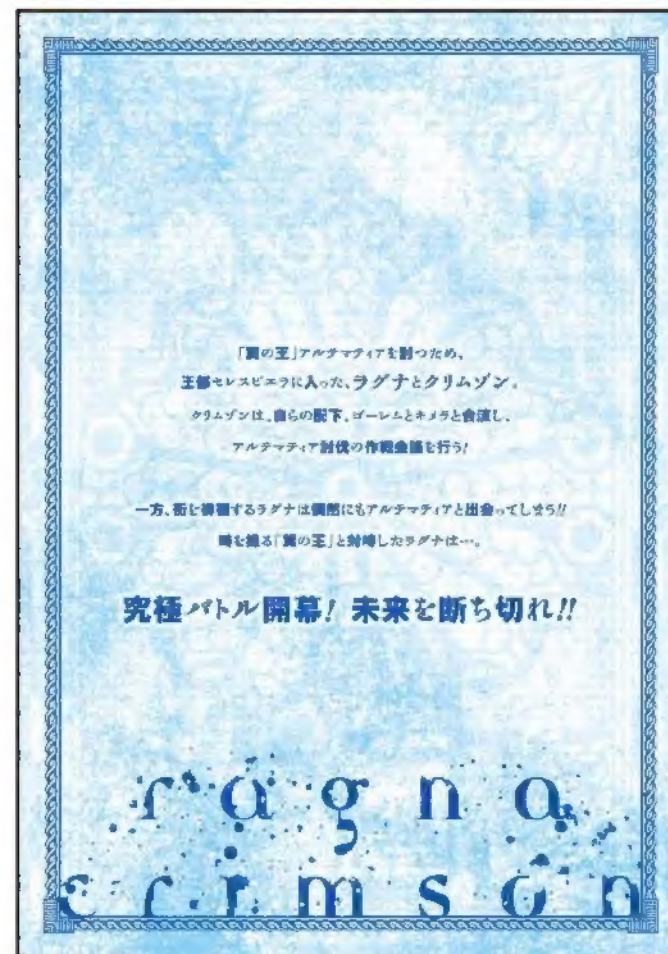 「翼の王」アルテマティアを討つため、
王都セレスピエラに入った、ラグナとクリムゾン。
クリムゾンは、自らの配下、ゴーレムとキメラと合流し、
アルテマティア討伐の作戦会議を行う!
一方、街を徘徊するラグナは偶然にもアルテマティアと出会ってしまう!!
時を操る「翼の王」と対峙したラグナは…。
究極バトル開幕! 未来を断ち切れ!!
ragna
crimson